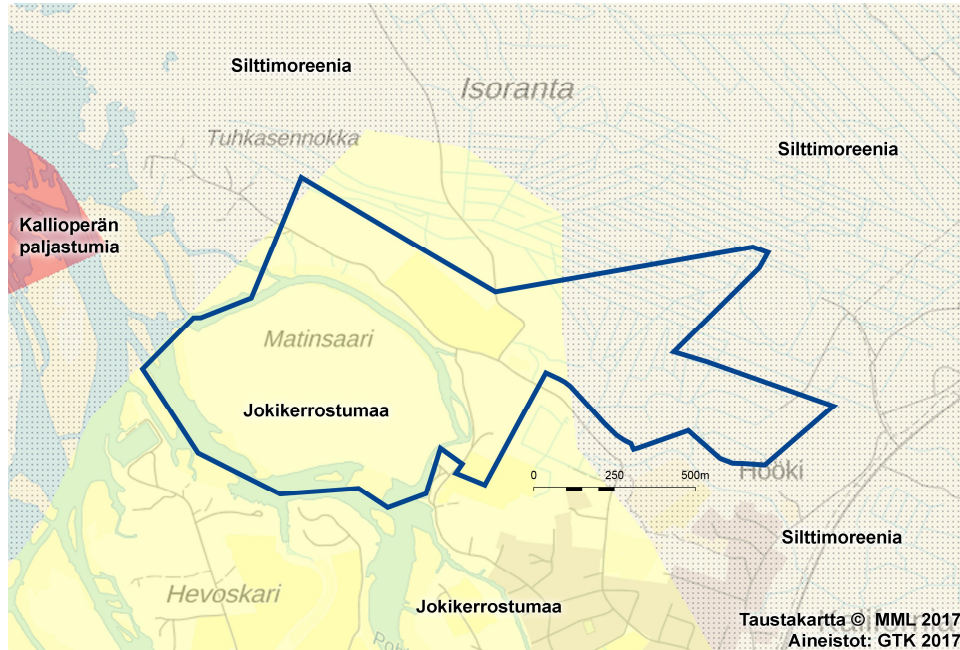 Silttimoreenia
Isoranta
Tuhkasennokka
Silttimoreenia
Kallioperän
paljastumia
Matinsaari
Jokikerrostumaa
0 250 500m
Hööki
Silttimoreenia
Hevoskari
Jokikerrostumaa
Taustakartta © MML 2017
Aineistot: GTK 2017